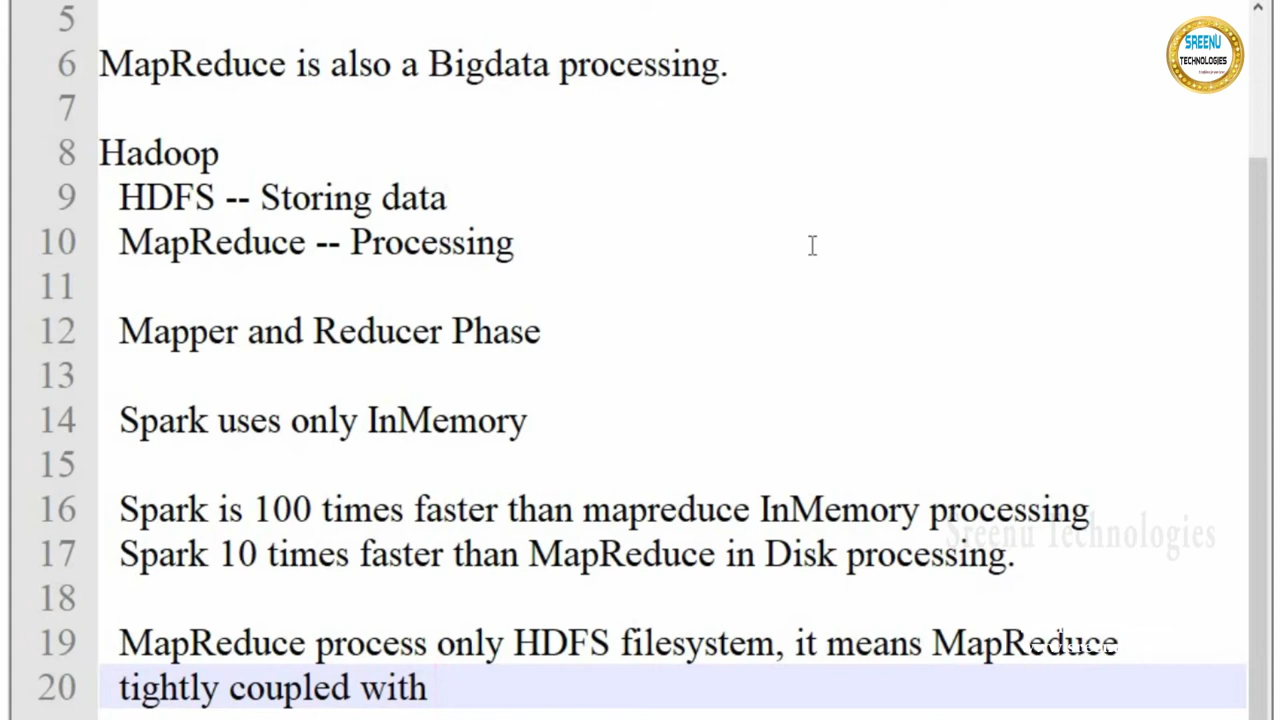 5
6 MapReduce is also a Bigdata processing.
7
8 Hadoop
9 HDFS -- Storing data
10 MapReduce -- Processing
11
12 Mapper and Reducer Phase
13
14 Spark uses only InMemory
15
16 Spark is 100 times faster than mapreduce InMemory processing
17 Spark 10 times faster than MapReduce in Disk processing.
18
19 MapReduce process only HDFS filesystem, it means MapReduce
20 tightly coupled with
SREENU
TECHNOLOGIES
Sreenu Technologies